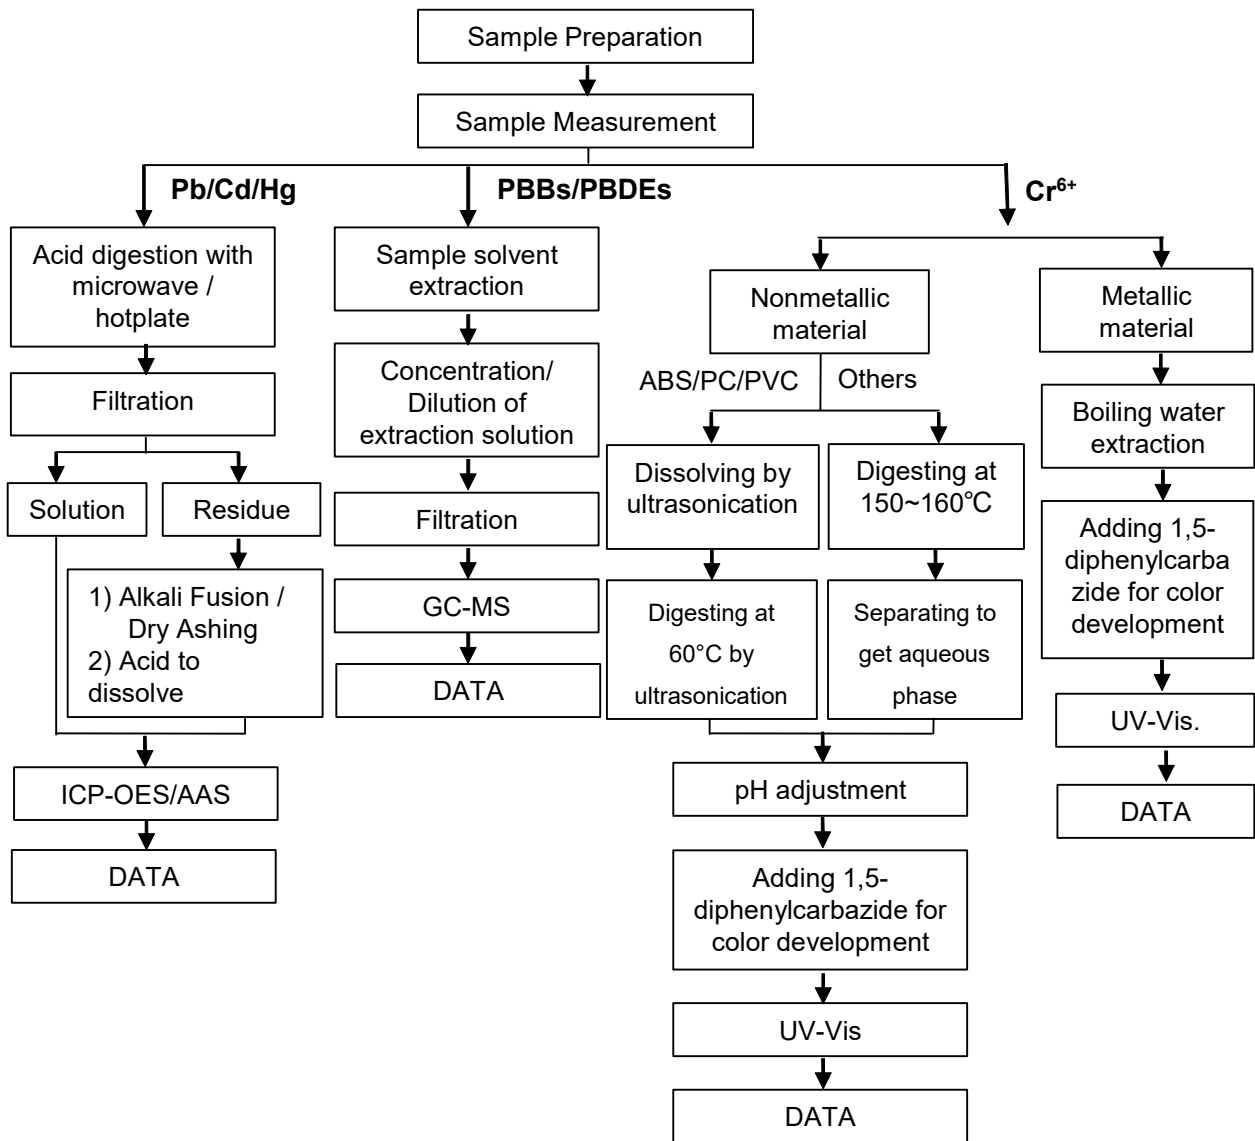 Sample Preparation
Sample Measurement
Pb/Cd/Hg
PBBs/PBDEs
Cr⁶⁺
Acid digestion with
microwave /
hotplate
Filtration
Solution
Residue
1) Alkali Fusion /
Dry Ashing
2) Acid to
dissolve
ICP-OES/AAS
DATA
Sample solvent
extraction
Concentration/
Dilution of
extraction solution
Filtration
GC-MS
DATA
Nonmetallic
material
ABS/PC/PVC
Others
Dissolving by
ultrasonication
Digesting at
60°C by
ultrasonication
Digesting at
150~160℃
Separating to
get aqueous
phase
pH adjustment
Adding 1,5-
diphenylcarbazide for
color development
UV-Vis
DATA
Metallic
material
Boiling water
extraction
Adding 1,5-
diphenylcarba
zide for color
development
UV-Vis.
DATA